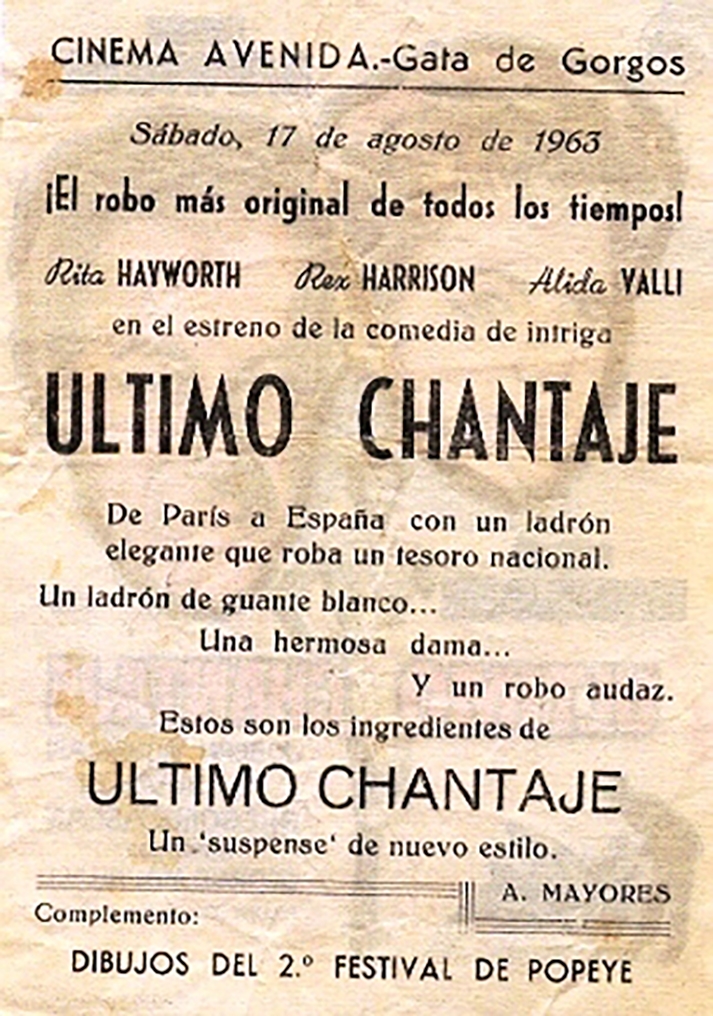 CINEMA AVENIDA.-Gata de Gorgos
Sábado, 17 de agosto de 1963
¡El robo más original de todos los tiempos!
Rita HAYWORTH Rex HARRISON Alida VALLI
en el estreno de la comedia de intriga
ULTIMO CHANTAJE
De París a España con un ladrón
elegante que roba un tesoro nacional.
Un ladrón de guante blanco...
Una hermosa dama...
Y un robo audaz.
Estos son los ingredientes de
ULTIMO CHANTAJE
Un 'suspense' de nuevo estilo.
A. MAYORES
Complemento:
DIBUJOS DEL 2.º FESTIVAL DE POPEYE